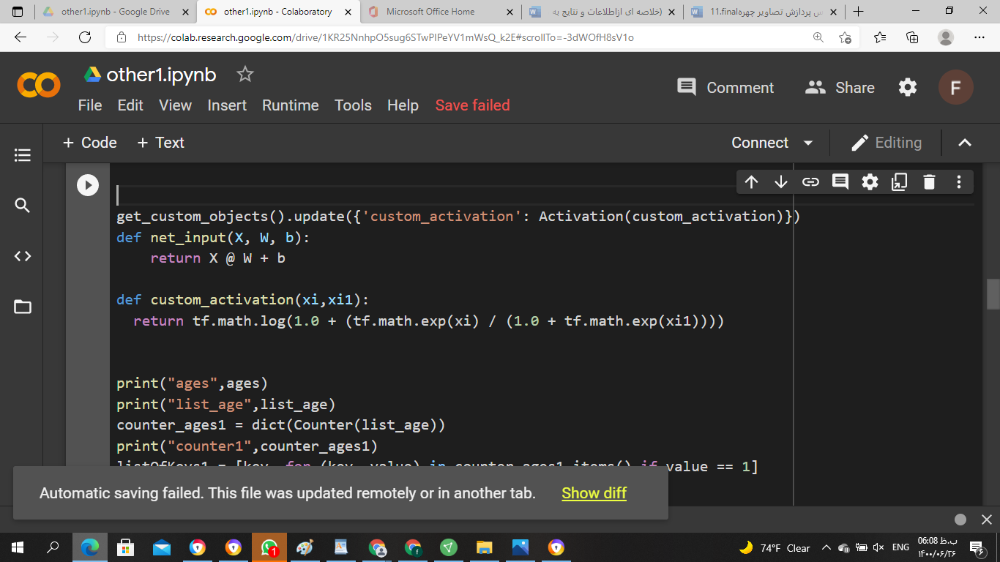 other1.ipynb - Google Drive
other1.ipynb - Colaboratory
Microsoft Office Home
(خلاصه ای ازاطلاعات و نتایج به
11.finalس پردازش تصاویر چهره
https://colab.research.google.com/drive/1KR25NnhpO5sug6STwPIPeYV1mWsQ_k2E#scrollTo=-3dWOfH8sV1o
other1.ipynb
Comment
Share
F
File Edit View Insert Runtime Tools Help Save failed
+ Code + Text
Connect
Editing
get_custom_objects().update({'custom_activation': Activation(custom_activation)})
def net_input(X, W, b):
    return X @ W + b
def custom_activation(xi,xi1):
  return tf.math.log(1.0 + (tf.math.exp(xi) / (1.0 + tf.math.exp(xi1))))
print("ages",ages)
print("list_age",list_age)
counter_ages1 = dict(Counter(list_age))
print("counter1",counter_ages1)
listOfKeys1 = [key for (key, value) in counter_ages1.items() if value == 1]
Automatic saving failed. This file was updated remotely or in another tab. Show diff
1
74°F Clear
ENG
06:08 ب.ظ
۱۴۰۰/۰۶/۲۶